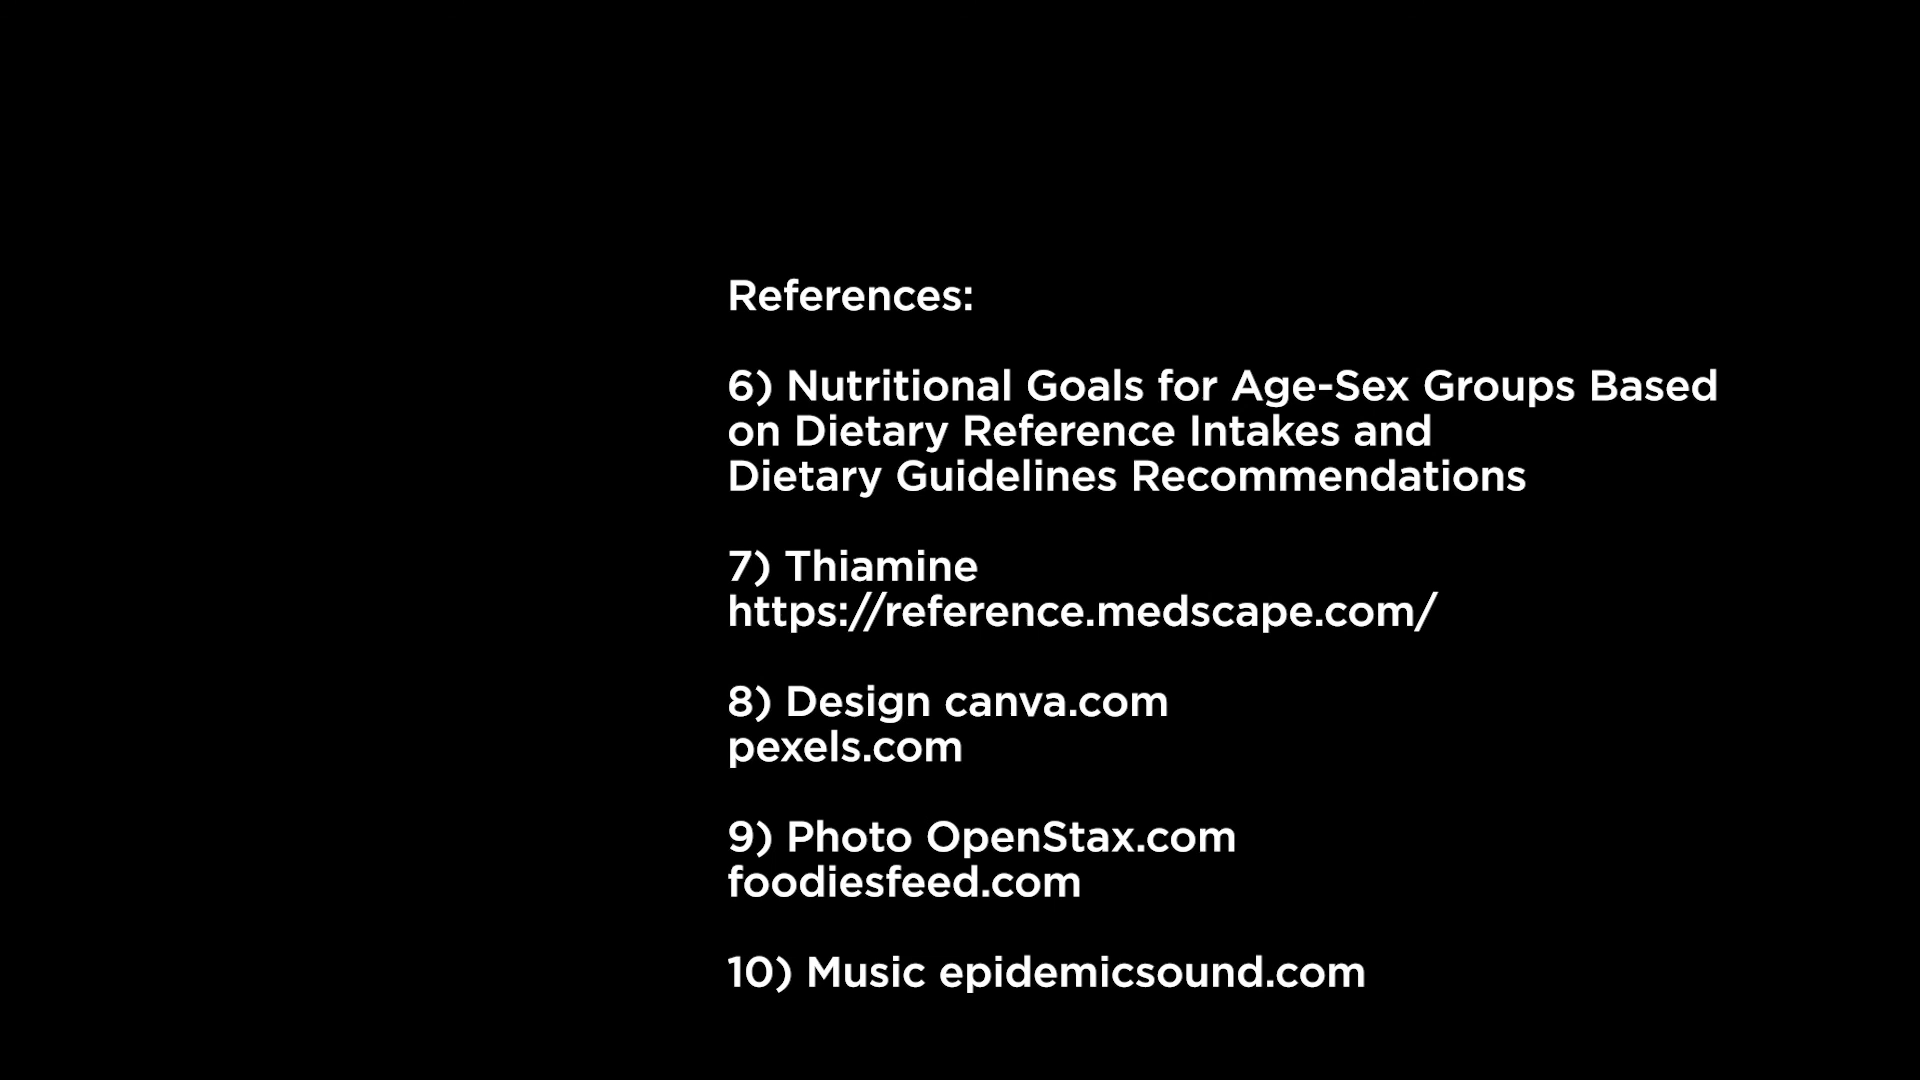 References:
6) Nutritional Goals for Age-Sex Groups Based
on Dietary Reference Intakes and
Dietary Guidelines Recommendations
7) Thiamine
https://reference.medscape.com/
8) Design canva.com
pexels.com
9) Photo OpenStax.com
foodiesfeed.com
10) Music epidemicsound.com